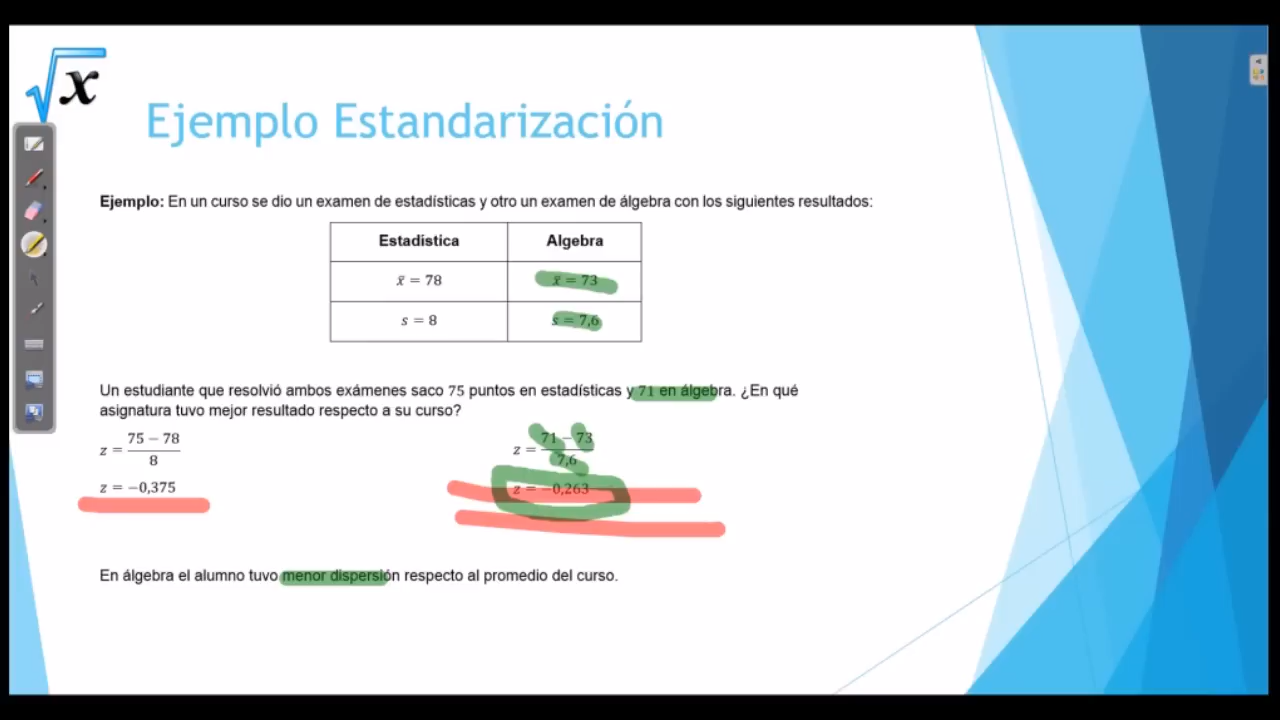 √x
Ejemplo Estandarización
Ejemplo: En un curso se dio un examen de estadísticas y otro un examen de álgebra con los siguientes resultados:
Estadística Algebra
x̄ = 78 x̄ = 73
s = 8 s = 7,6
Un estudiante que resolvió ambos exámenes saco 75 puntos en estadísticas y 71 en álgebra. ¿En qué
asignatura tuvo mejor resultado respecto a su curso?
z = (75 − 78)/8 z = (71 − 73)/7,6
z = −0,375 z = −0,263
En álgebra el alumno tuvo menor dispersión respecto al promedio del curso.